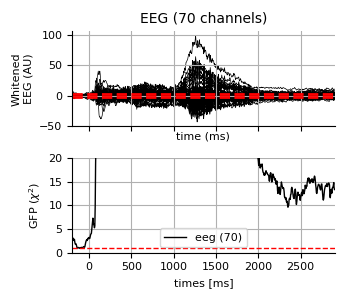 EEG (70 channels)
100
50
0
−50
Whitened
EEG (AU)
time (ms)
20
15
10
5
0
GFP (χ²)
eeg (70)
0 500 1000 1500 2000 2500
times [ms]